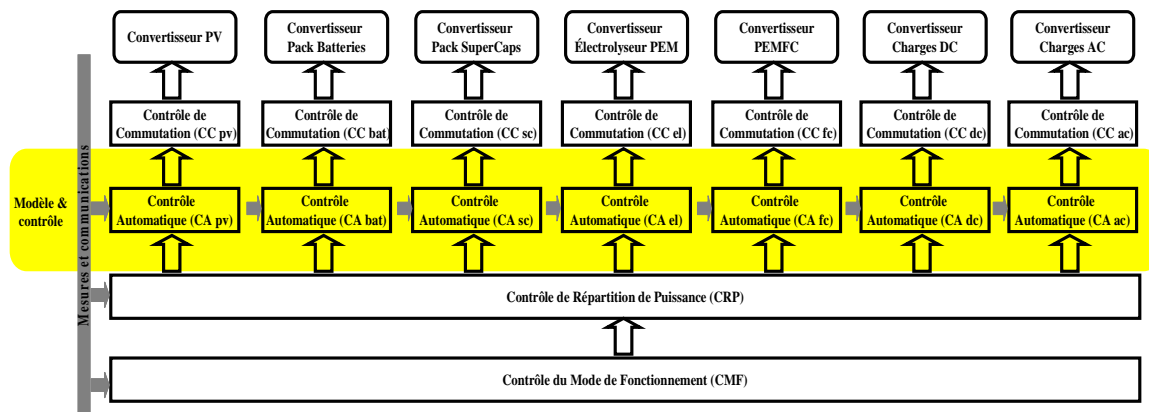 Convertisseur PV
Convertisseur
Pack Batteries
Convertisseur
Pack SuperCaps
Convertisseur
Électrolyseur PEM
Convertisseur
PEMFC
Convertisseur
Charges DC
Convertisseur
Charges AC
Contrôle de
Commutation (CC pv)
Contrôle de
Commutation (CC bat)
Contrôle de
Commutation (CC sc)
Contrôle de
Commutation (CC el)
Contrôle de
Commutation (CC fc)
Contrôle de
Commutation (CC dc)
Contrôle de
Commutation (CC ac)
Mesures et communications
Modèle &
contrôle
Contrôle
Automatique (CA pv)
Contrôle
Automatique (CA bat)
Contrôle
Automatique (CA sc)
Contrôle
Automatique (CA el)
Contrôle
Automatique (CA fc)
Contrôle
Automatique (CA dc)
Contrôle
Automatique (CA ac)
Contrôle de Répartition de Puissance (CRP)
Contrôle du Mode de Fonctionnement (CMF)